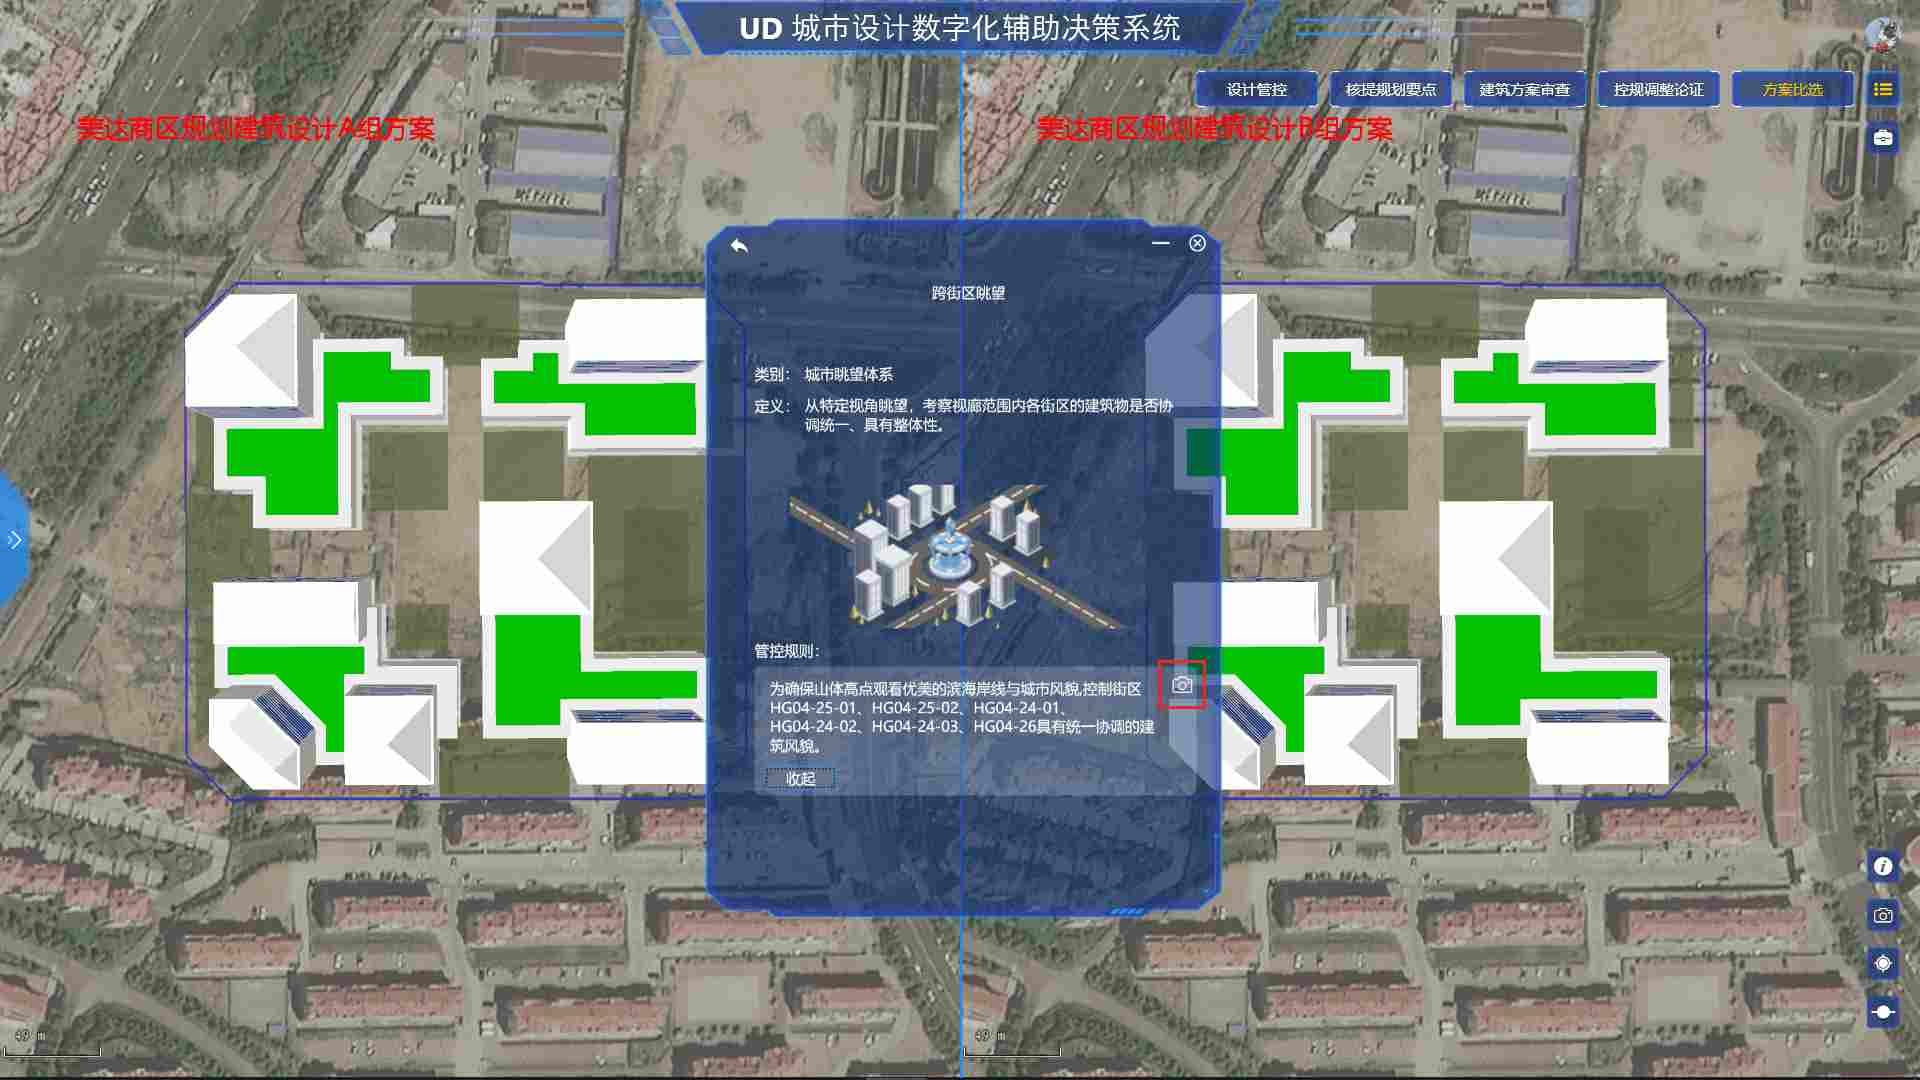 UD 城市设计数字化辅助决策系统
设计管控
核提规划要点
建筑方案审查
控规调整论证
方案比选
美达商区规划建筑设计A组方案
美达商区规划建筑设计B组方案
跨街区眺望
类别： 城市眺望体系
定义： 从特定视角眺望，考察视廊范围内各街区的建筑物是否协
调统一、具有整体性。
管控规则：
为确保山体高点观看优美的滨海岸线与城市风貌,控制街区
HG04-25-01、HG04-25-02、HG04-24-01、
HG04-24-02、HG04-24-03、HG04-26具有统一协调的建
筑风貌。
收起
49 m
49 m